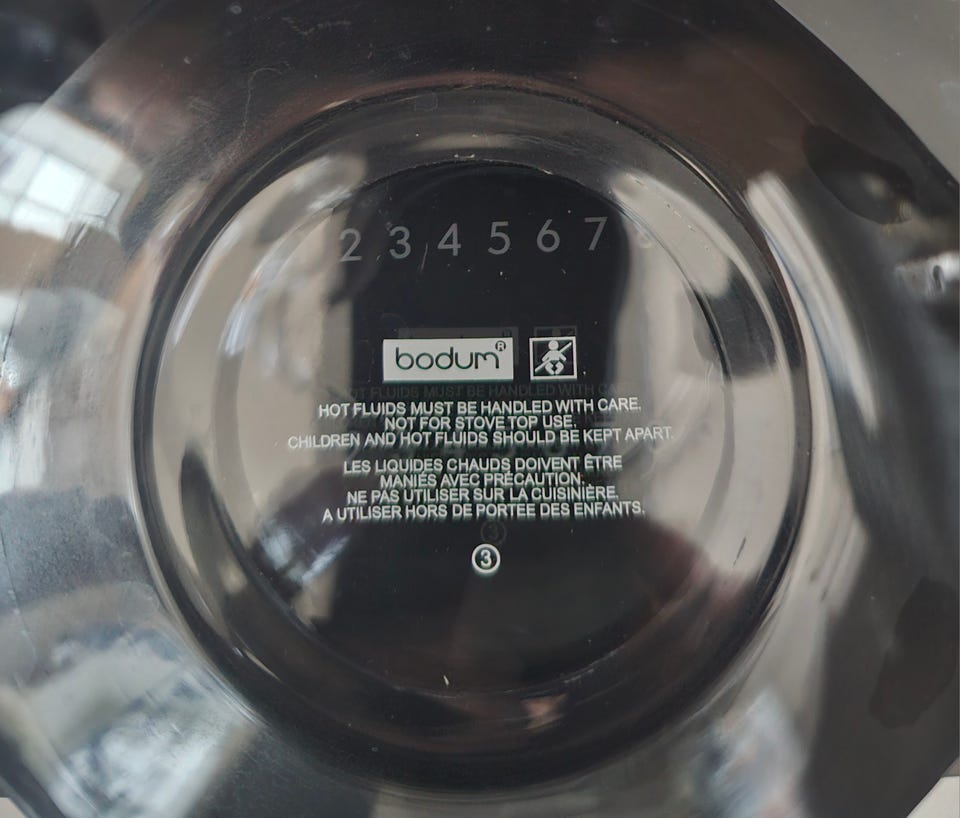 2 3 4 5 6 7 8
bodum®
HOT FLUIDS MUST BE HANDLED WITH CARE.
NOT FOR STOVE TOP USE.
CHILDREN AND HOT FLUIDS SHOULD BE KEPT APART.
LES LIQUIDES CHAUDS DOIVENT ÊTRE
MANIÉS AVEC PRÉCAUTION.
NE PAS UTILISER SUR LA CUISINIÈRE.
A UTILISER HORS DE PORTEE DES ENFANTS.
3